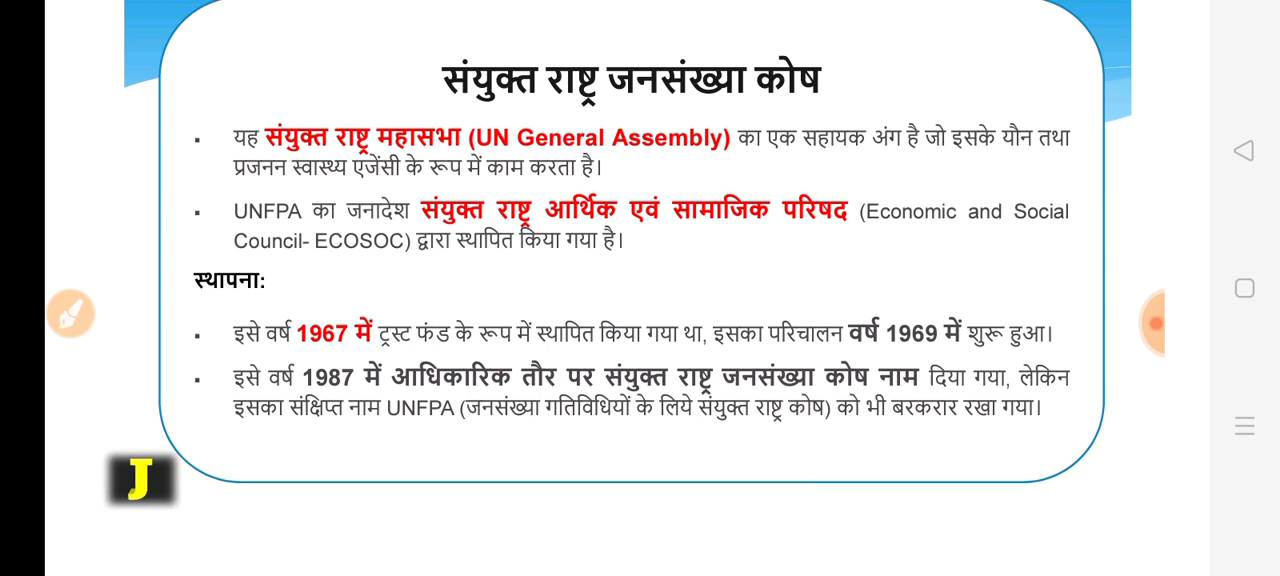 संयुक्त राष्ट्र जनसंख्या कोष
▪ यह संयुक्त राष्ट्र महासभा (UN General Assembly) का एक सहायक अंग है जो इसके यौन तथा
प्रजनन स्वास्थ्य एजेंसी के रूप में काम करता है।
▪ UNFPA का जनादेश संयुक्त राष्ट्र आर्थिक एवं सामाजिक परिषद (Economic and Social
Council- ECOSOC) द्वारा स्थापित किया गया है।
स्थापना:
▪ इसे वर्ष 1967 में ट्रस्ट फंड के रूप में स्थापित किया गया था, इसका परिचालन वर्ष 1969 में शुरू हुआ।
▪ इसे वर्ष 1987 में आधिकारिक तौर पर संयुक्त राष्ट्र जनसंख्या कोष नाम दिया गया, लेकिन
इसका संक्षिप्त नाम UNFPA (जनसंख्या गतिविधियों के लिये संयुक्त राष्ट्र कोष) को भी बरकरार रखा गया।
J